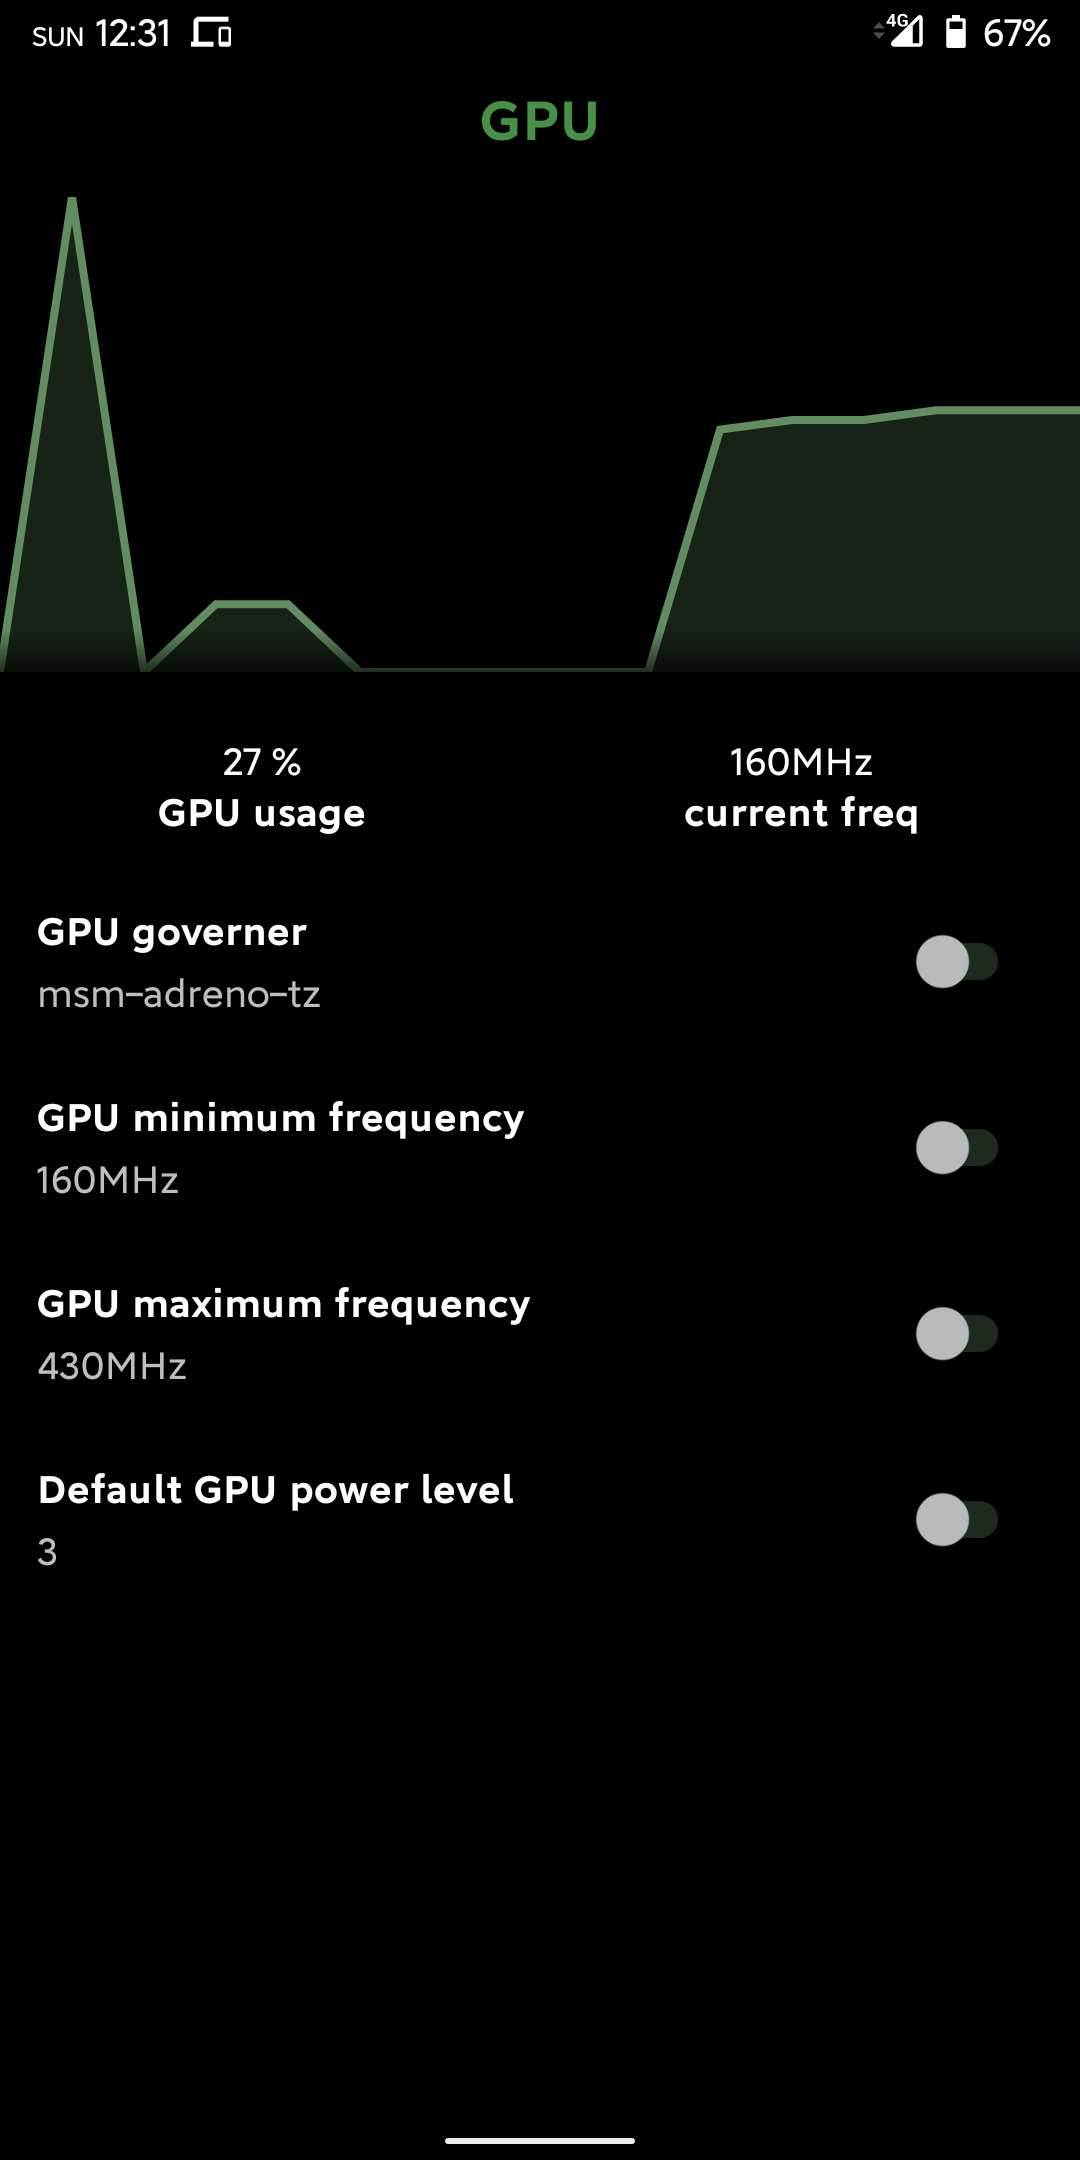 SUN 12:31 4G 67%
GPU
27 % 160MHz
GPU usage current freq
GPU governer
msm-adreno-tz
GPU minimum frequency
160MHz
GPU maximum frequency
430MHz
Default GPU power level
3